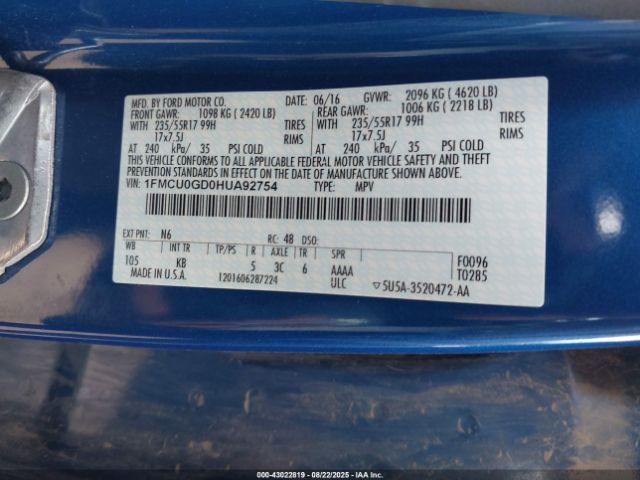 MFD. BY FORD MOTOR CO. DATE: 06/16 GVWR: 2096 KG ( 4620 LB)
FRONT GAWR: 1098 KG ( 2420 LB) REAR GAWR: 1006 KG ( 2218 LB)
WITH 235/55R17 99H TIRES WITH 235/55R17 99H TIRES
17x7.5J RIMS 17x7.5J RIMS
AT 240 kPa/ 35 PSI COLD AT 240 kPa/ 35 PSI COLD
THIS VEHICLE CONFORMS TO ALL APPLICABLE FEDERAL MOTOR VEHICLE SAFETY AND THEFT
PREVENTION STANDARDS IN EFFECT ON THE DATE OF MANUFACTURE SHOWN ABOVE.
VIN: 1FMCU0GD0HUA92754 TYPE: MPV
EXT PNT: N6 RC: 48 DSO:
WB INT TR TP/PS R AXLE TR SPR F0096
105 KB 5 3C 6 AAAA T0285
MADE IN U.S.A. 1201606287224 ULC ▽5U5A-3520472-AA
000-43022819 - 08/22/2025 - IAA Inc.